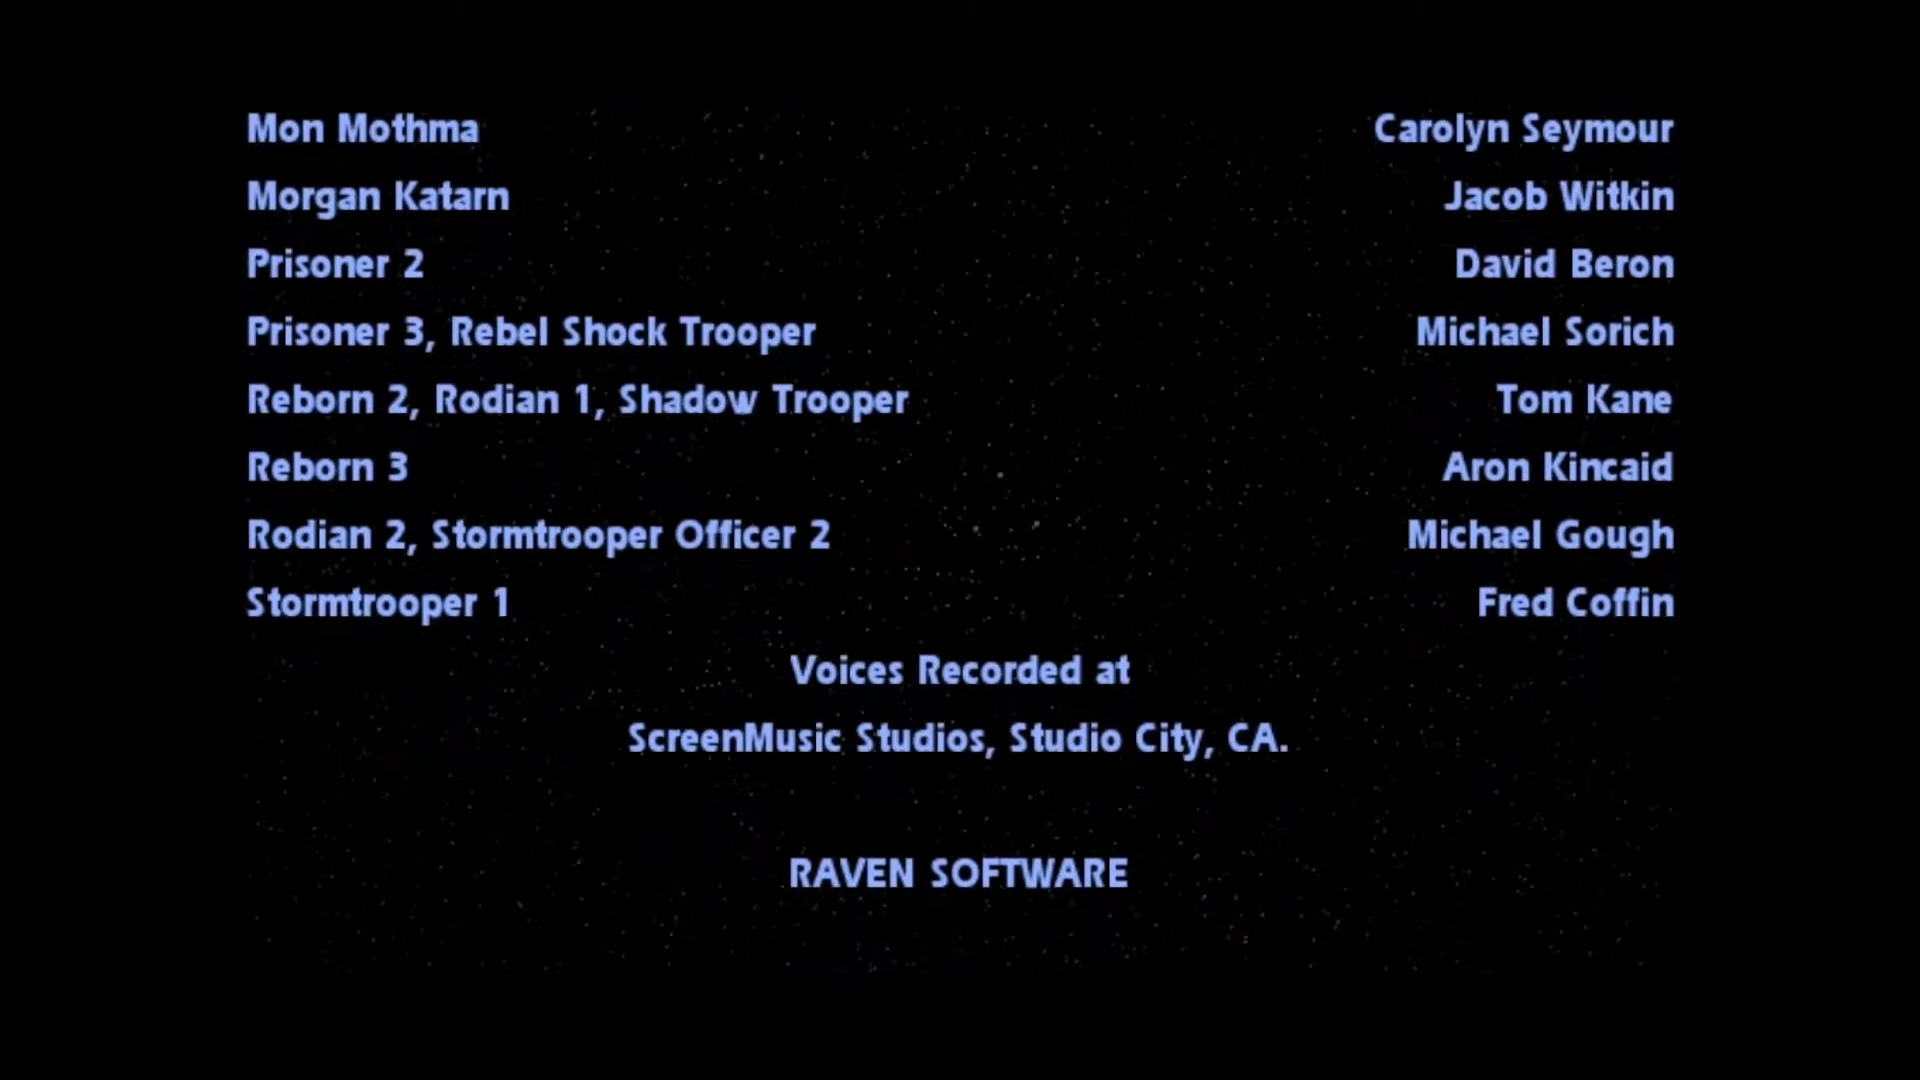 Mon Mothma Carolyn Seymour
Morgan Katarn Jacob Witkin
Prisoner 2 David Beron
Prisoner 3, Rebel Shock Trooper Michael Sorich
Reborn 2, Rodian 1, Shadow Trooper Tom Kane
Reborn 3 Aron Kincaid
Rodian 2, Stormtrooper Officer 2 Michael Gough
Stormtrooper 1 Fred Coffin
Voices Recorded at
ScreenMusic Studios, Studio City, CA.
RAVEN SOFTWARE